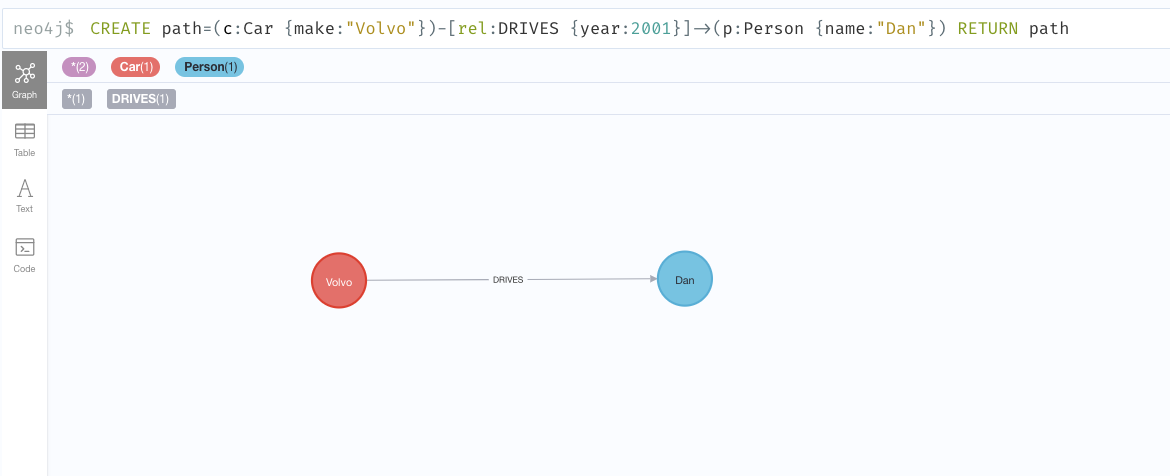 neo4j$ CREATE path=(c:Car {make:"Volvo"})-[rel:DRIVES {year:2001}]->(p:Person {name:"Dan"}) RETURN path
*(2) Car(1) Person(1)
Graph
*(1) DRIVES(1)
Table
Text
Code
Volvo DRIVES Dan